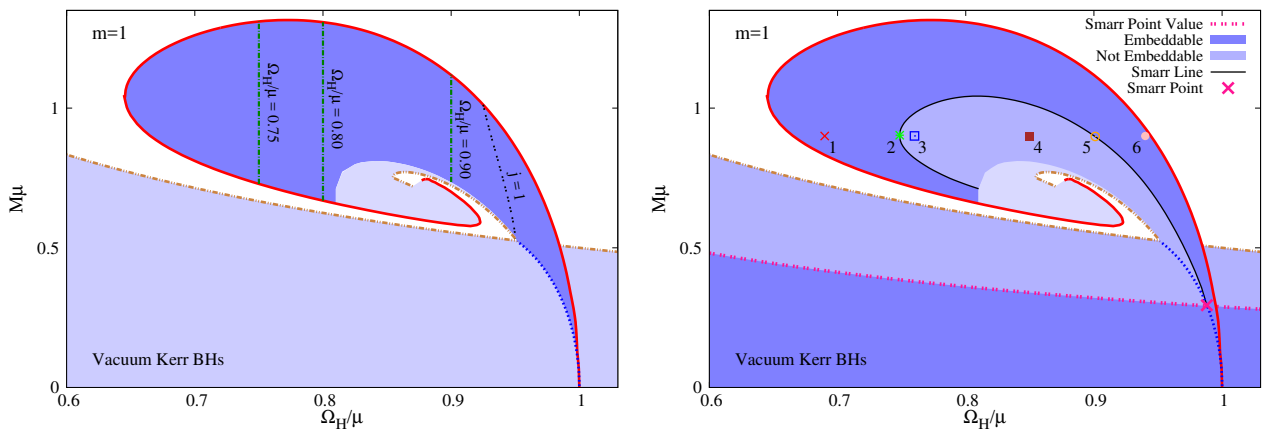 m=1
Ω_H/μ = 0.75
Ω_H/μ = 0.80
Ω_H/μ = 0.90
j = 1
Vacuum Kerr BHs
Mμ
1
0.5
0
0.6
0.7
0.8
0.9
1
Ω_H/μ
m=1
Smarr Point Value
Embeddable
Not Embeddable
Smarr Line
Smarr Point
1
2
3
4
5
6
Vacuum Kerr BHs
Mμ
1
0.5
0
0.6
0.7
0.8
0.9
1
Ω_H/μ